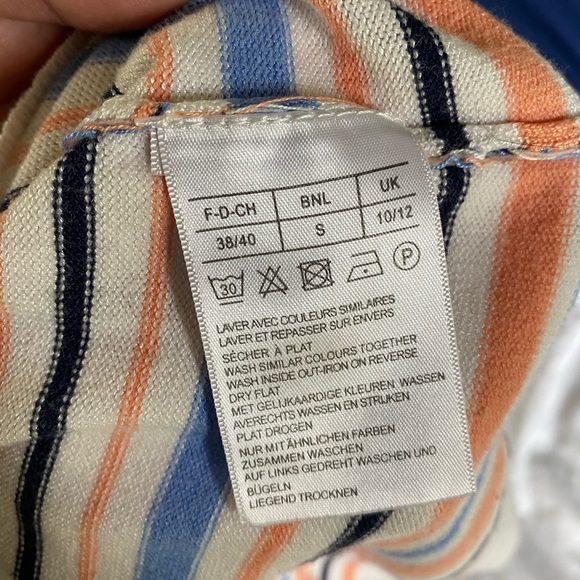 F-D-CH BNL UK
38/40 S 10/12
30 P
LAVER AVEC COULEURS SIMILAIRES
LAVER ET REPASSER SUR ENVERS
SÉCHER À PLAT
WASH SIMILAR COLOURS TOGETHER
WASH INSIDE OUT-IRON ON REVERSE
DRY FLAT
MET GELIJKAARDIGE KLEUREN WASSEN
AVERECHTS WASSEN EN STRIJKEN
PLAT DROGEN
NUR MIT ÄHNLICHEN FARBEN
ZUSAMMEN WASCHEN
AUF LINKS GEDREHT WASCHEN UND
BÜGELN
LIEGEND TROCKNEN